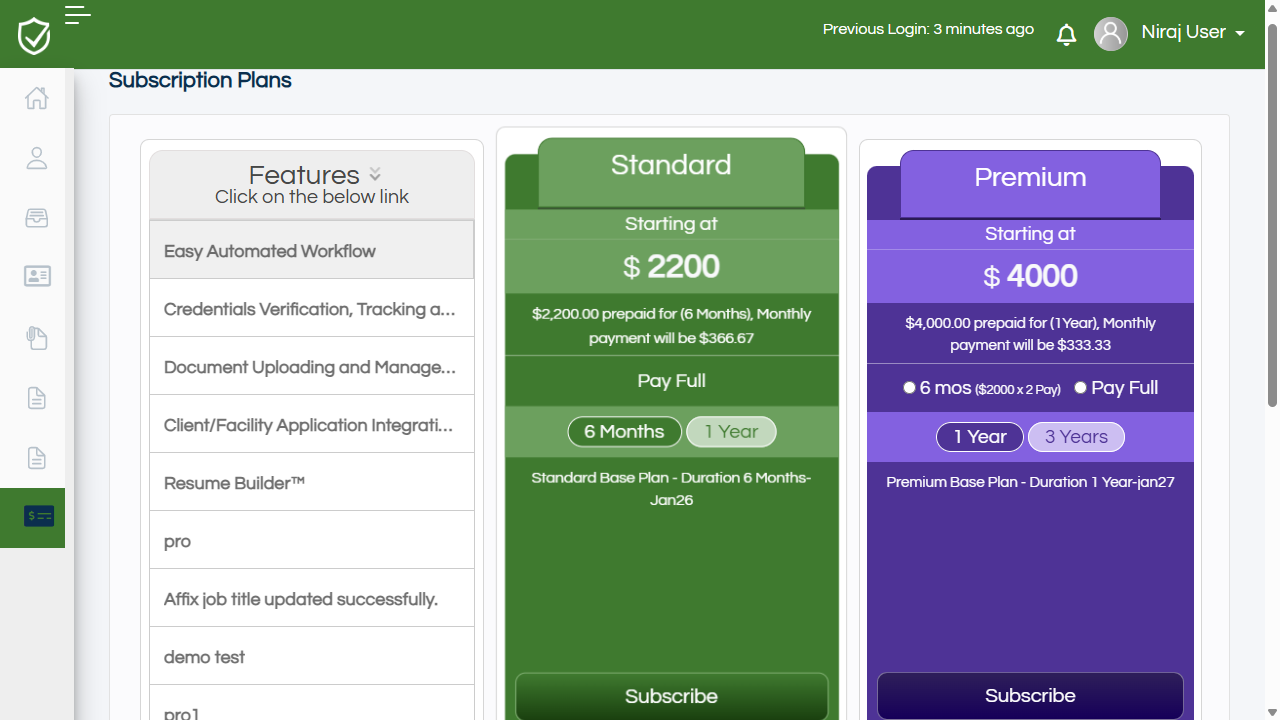 Previous Login: 3 minutes ago
Niraj User
Subscription Plans
Features
Click on the below link
Easy Automated Workflow
Credentials Verification, Tracking a...
Document Uploading and Manage...
Client/Facility Application Integrati...
Resume Builder™
pro
Affix job title updated successfully.
demo test
pro1
Standard
Starting at
$ 2200
$2,200.00 prepaid for (6 Months), Monthly
payment will be $366.67
Pay Full
6 Months 1 Year
Standard Base Plan - Duration 6 Months-
Jan26
Subscribe
Premium
Starting at
$ 4000
$4,000.00 prepaid for (1Year), Monthly
payment will be $333.33
6 mos ($2000 x 2 Pay) Pay Full
1 Year 3 Years
Premium Base Plan - Duration 1 Year-jan27
Subscribe